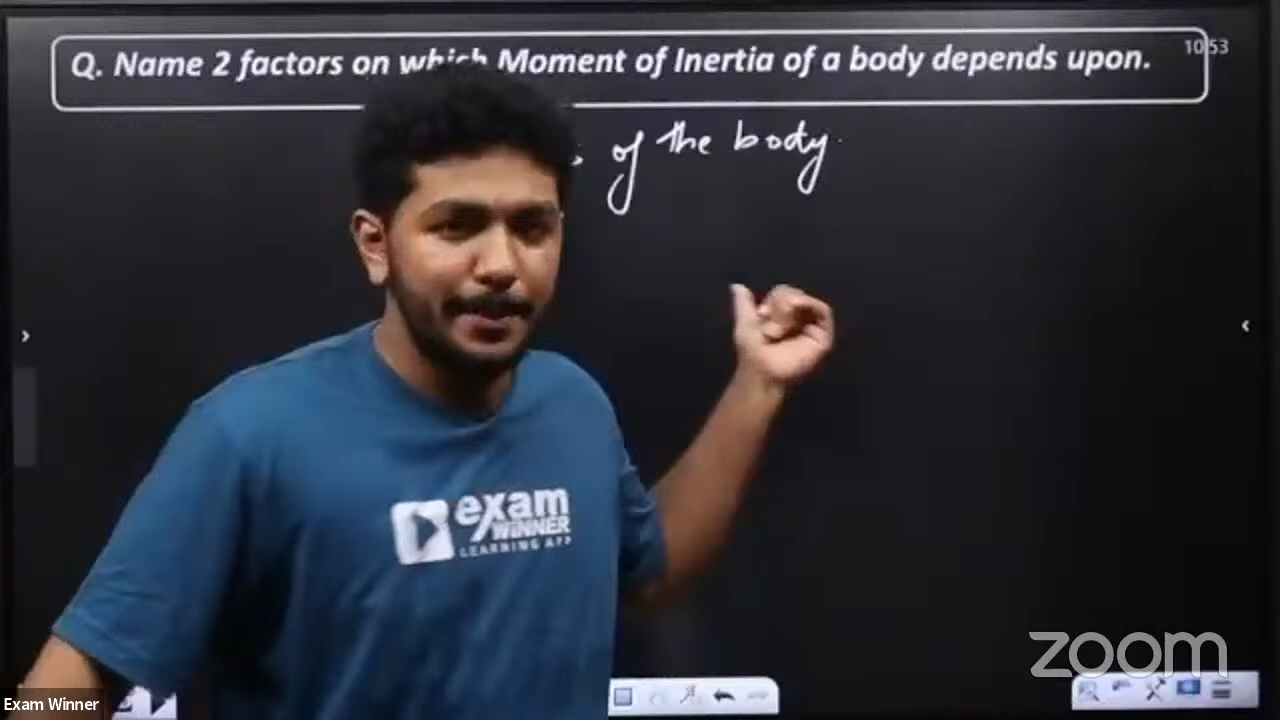 Q. Name 2 factors on which Moment of Inertia of a body depends upon.
10:53
of the body.
exam
WINNER
LEARNING APP
zoom
Exam Winner